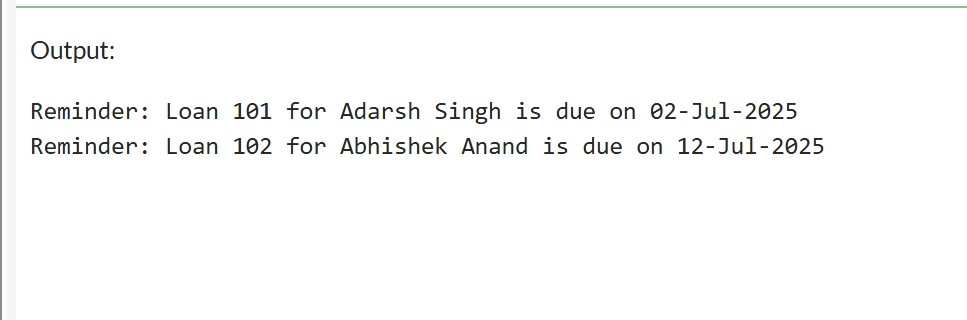 Output:
Reminder: Loan 101 for Adarsh Singh is due on 02-Jul-2025
Reminder: Loan 102 for Abhishek Anand is due on 12-Jul-2025